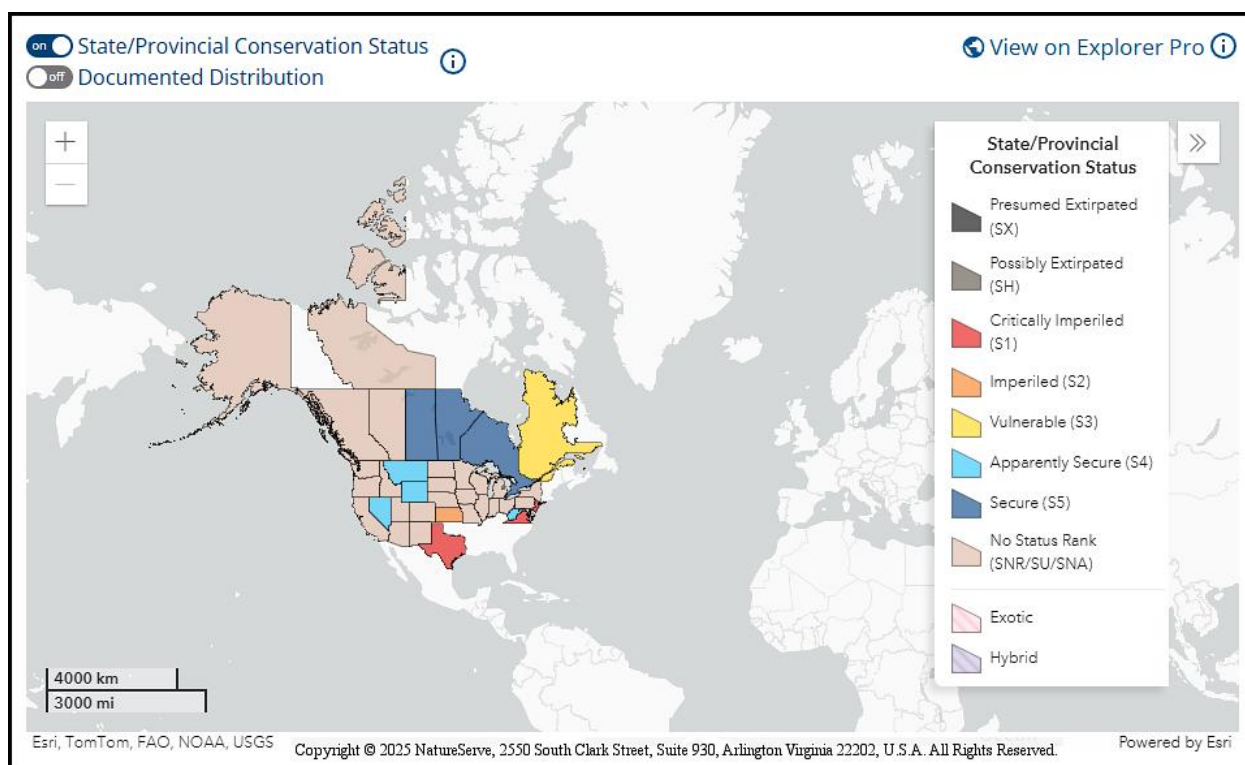 on State/Provincial Conservation Status
off Documented Distribution
View on Explorer Pro
State/Provincial
Conservation Status
Presumed Extirpated
(SX)
Possibly Extirpated
(SH)
Critically Imperiled
(S1)
Imperiled (S2)
Vulnerable (S3)
Apparently Secure (S4)
Secure (S5)
No Status Rank
(SNR/SU/SNA)
Exotic
Hybrid
4000 km
3000 mi
Esri, TomTom, FAO, NOAA, USGS
Copyright © 2025 NatureServe, 2550 South Clark Street, Suite 930, Arlington Virginia 22202, U.S.A. All Rights Reserved.
Powered by Esri